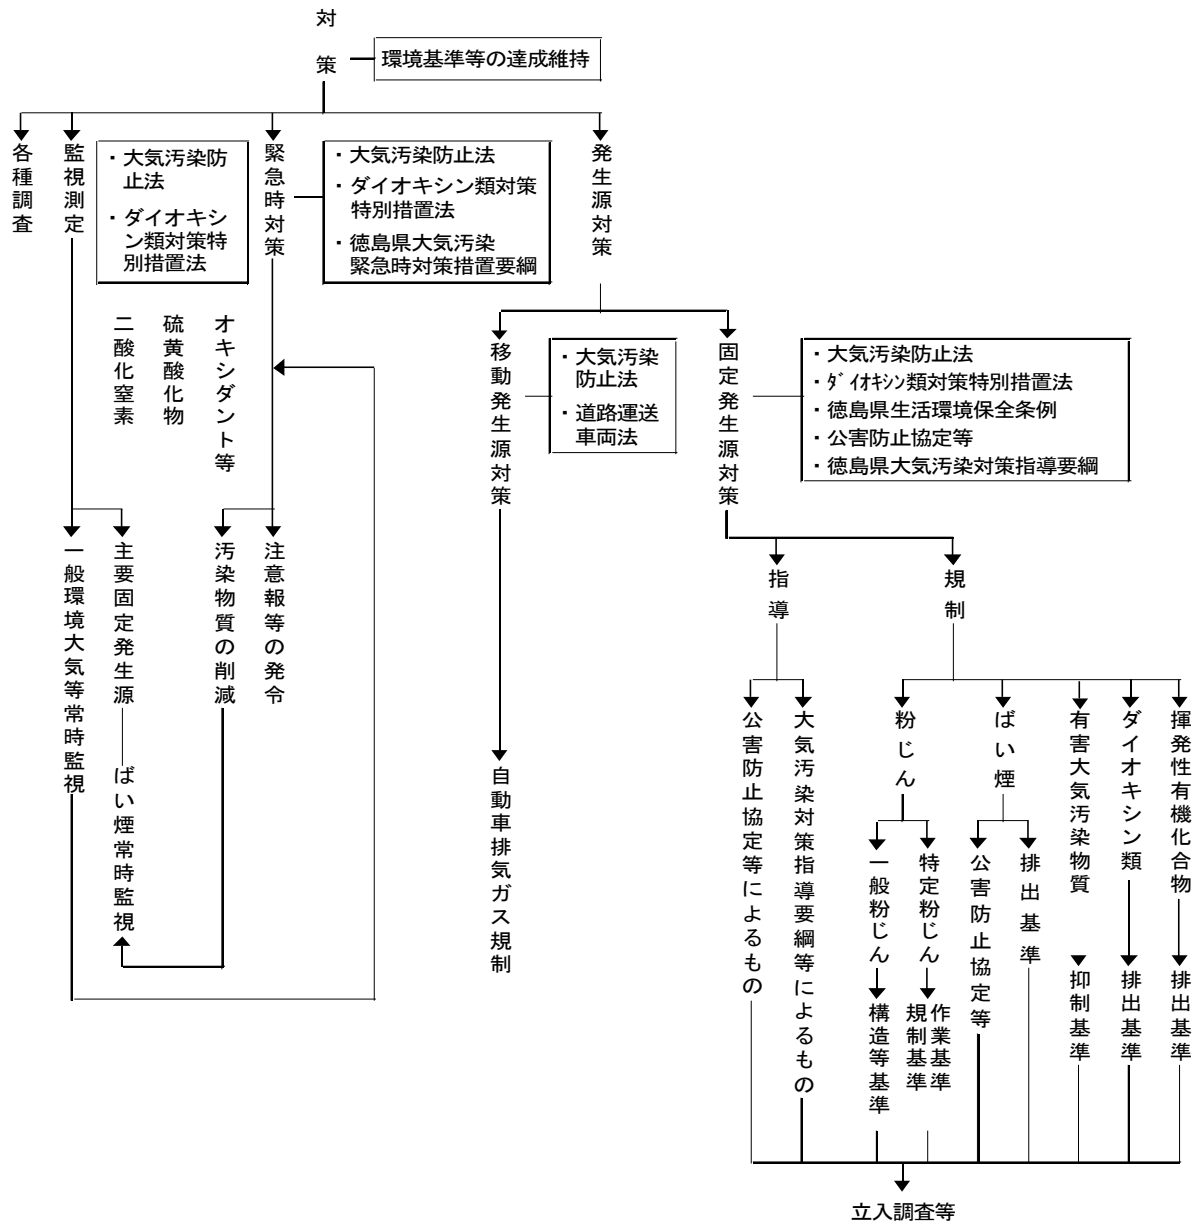 対策
環境基準等の達成維持
各種調査
監視測定
・大気汚染防
止法
・ダイオキシ
ン類対策特
別措置法
緊急時対策
・大気汚染防止法
・ダイオキシン類対策
特別措置法
・徳島県大気汚染
緊急時対策措置要綱
発生源対策
二酸化窒素
硫黄酸化物
オキシダント等
移動発生源対策
・大気汚染
防止法
・道路運送
車両法
固定発生源対策
・大気汚染防止法
・ダイオキシン類対策特別措置法
・徳島県生活環境保全条例
・公害防止協定等
・徳島県大気汚染対策指導要綱
一般環境大気等常時監視
主要固定発生源
ばい煙常時監視
汚染物質の削減
注意報等の発令
自動車排気ガス規制
指導
規制
公害防止協定等によるもの
大気汚染対策指導要綱等によるもの
粉じん
ばい煙
有害大気汚染物質
ダイオキシン類
揮発性有機化合物
一般粉じん
特定粉じん
公害防止協定等
排出基準
構造等基準
作業基準
規制基準
抑制基準
排出基準
排出基準
立入調査等